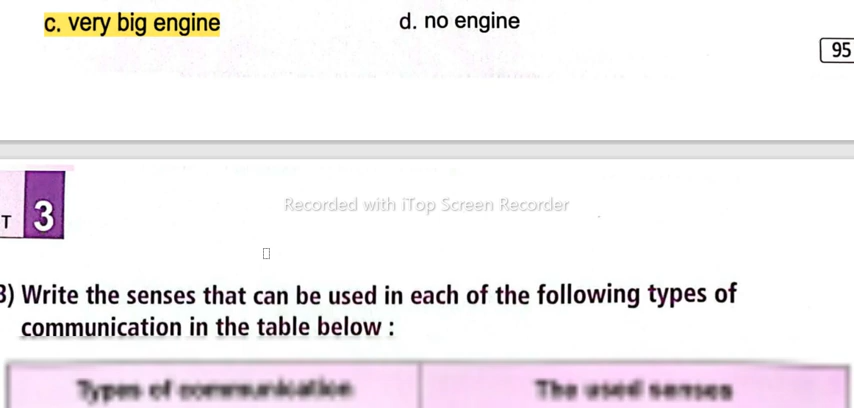 c. very big engine
d. no engine
95
T 3
Recorded with iTop Screen Recorder
3) Write the senses that can be used in each of the following types of
communication in the table below :
Types of communication
The used senses